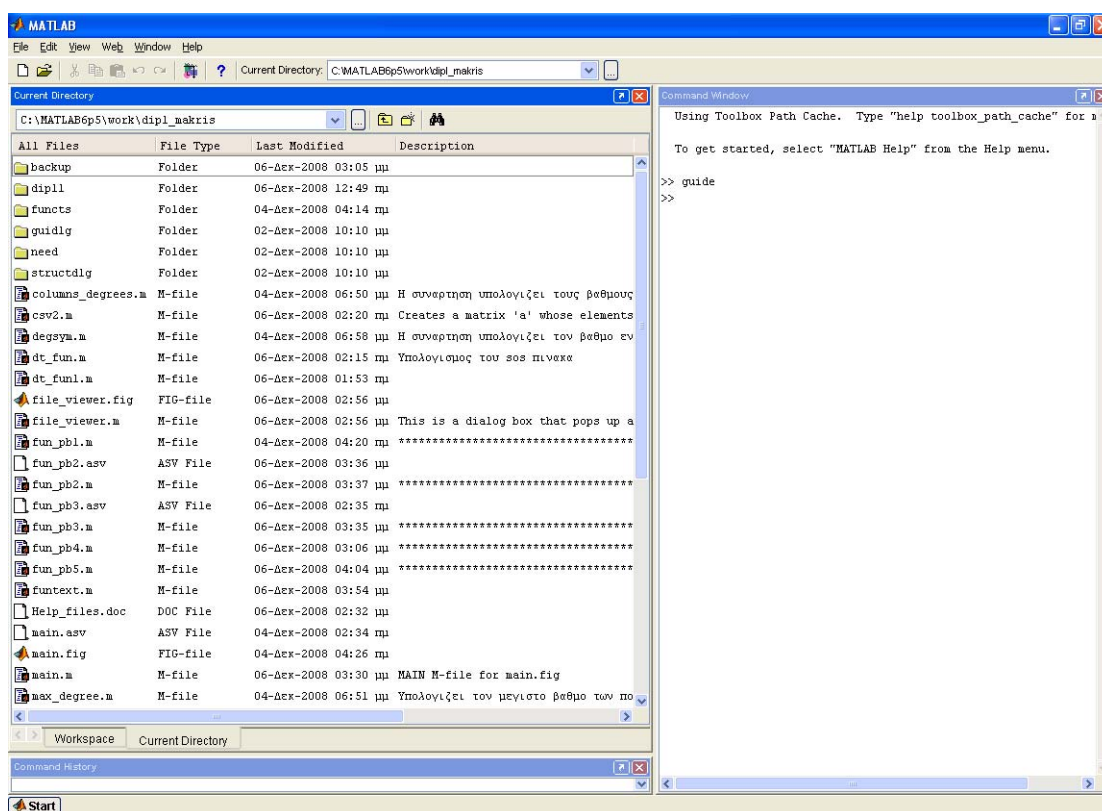 MATLAB
File Edit View Web Window Help
Current Directory: C:\MATLAB6p5\work\dipl_makris
Current Directory
C:\MATLAB6p5\work\dipl_makris
All Files File Type Last Modified Description
backup Folder 06-Δεκ-2008 03:05 μμ
dipl1 Folder 06-Δεκ-2008 12:49 πμ
functs Folder 04-Δεκ-2008 04:14 πμ
guidlg Folder 02-Δεκ-2008 10:10 μμ
need Folder 02-Δεκ-2008 10:10 μμ
structdlg Folder 02-Δεκ-2008 10:10 μμ
columns_degrees.m M-file 04-Δεκ-2008 06:50 μμ Η συναρτηση υπολογιζει τους βαθμους
csv2.m M-file 06-Δεκ-2008 02:20 πμ Creates a matrix 'a' whose elements
degsym.m M-file 04-Δεκ-2008 06:58 μμ Η συναρτηση υπολογιζει τον βαθμο εν
dt_fun.m M-file 06-Δεκ-2008 02:15 πμ Υπολογισμος του sos πινακα
dt_fun1.m M-file 06-Δεκ-2008 01:53 πμ
file_viewer.fig FIG-file 06-Δεκ-2008 02:56 μμ
file_viewer.m M-file 06-Δεκ-2008 02:56 μμ This is a dialog box that pops up a
fun_pb1.m M-file 04-Δεκ-2008 04:20 πμ ***********************************
fun_pb2.asv ASV File 06-Δεκ-2008 03:36 μμ
fun_pb2.m M-file 06-Δεκ-2008 03:37 μμ ***********************************
fun_pb3.asv ASV File 06-Δεκ-2008 02:35 πμ
fun_pb3.m M-file 06-Δεκ-2008 03:35 μμ ***********************************
fun_pb4.m M-file 06-Δεκ-2008 03:06 μμ ***********************************
fun_pb5.m M-file 06-Δεκ-2008 04:04 μμ ***********************************
funtext.m M-file 06-Δεκ-2008 03:54 μμ
Help_files.doc DOC File 06-Δεκ-2008 02:32 μμ
main.asv ASV File 04-Δεκ-2008 02:34 πμ
main.fig FIG-file 04-Δεκ-2008 04:26 πμ
main.m M-file 06-Δεκ-2008 03:30 μμ MAIN M-file for main.fig
max_degree.m M-file 04-Δεκ-2008 06:51 μμ Υπολογιζει τον μεγιστο βαθμο των πο
Workspace Current Directory
Command History
Start
Command Window
Using Toolbox Path Cache. Type "help toolbox_path_cache" for m
To get started, select "MATLAB Help" from the Help menu.
>> guide
>>